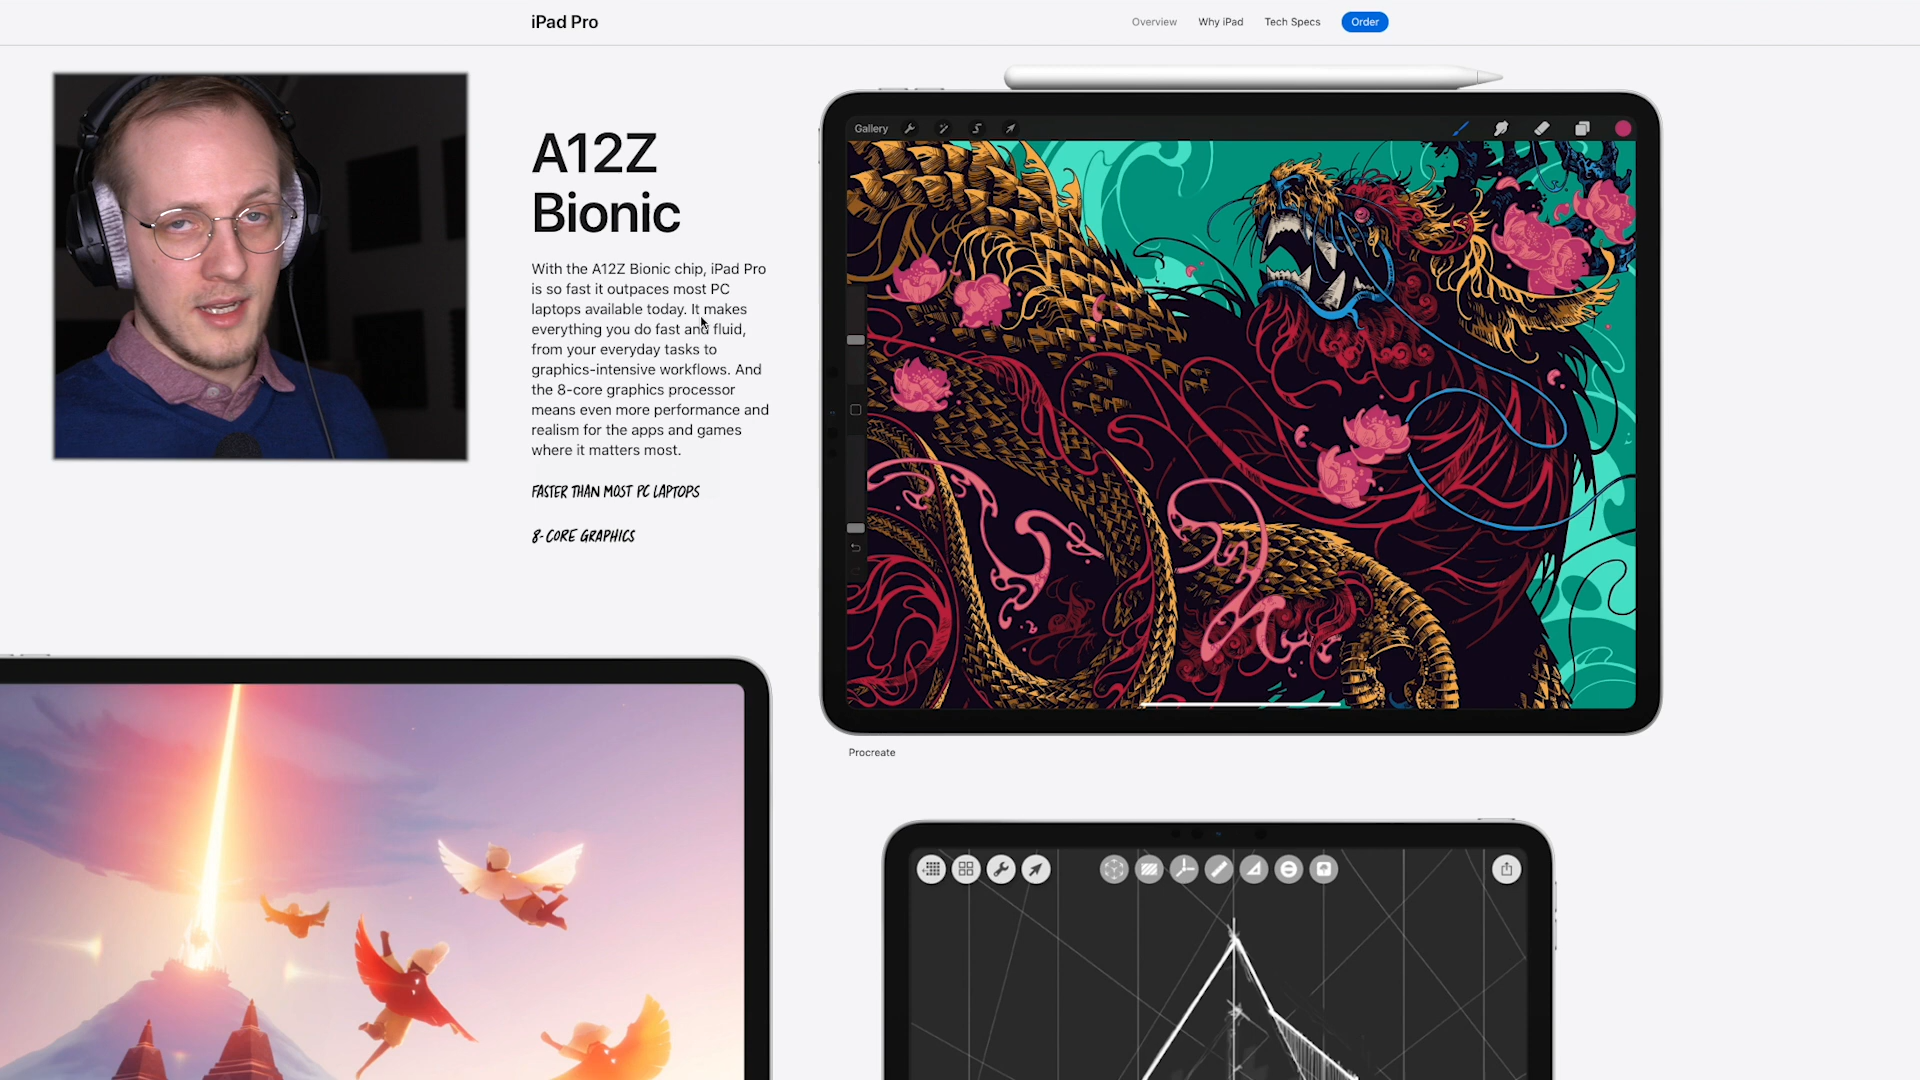 iPad Pro
Overview
Why iPad
Tech Specs
Order
A12Z
Bionic
With the A12Z Bionic chip, iPad Pro
is so fast it outpaces most PC
laptops available today. It makes
everything you do fast and fluid,
from your everyday tasks to
graphics-intensive workflows. And
the 8-core graphics processor
means even more performance and
realism for the apps and games
where it matters most.
FASTER THAN MOST PC LAPTOPS
8-CORE GRAPHICS
Gallery
Procreate